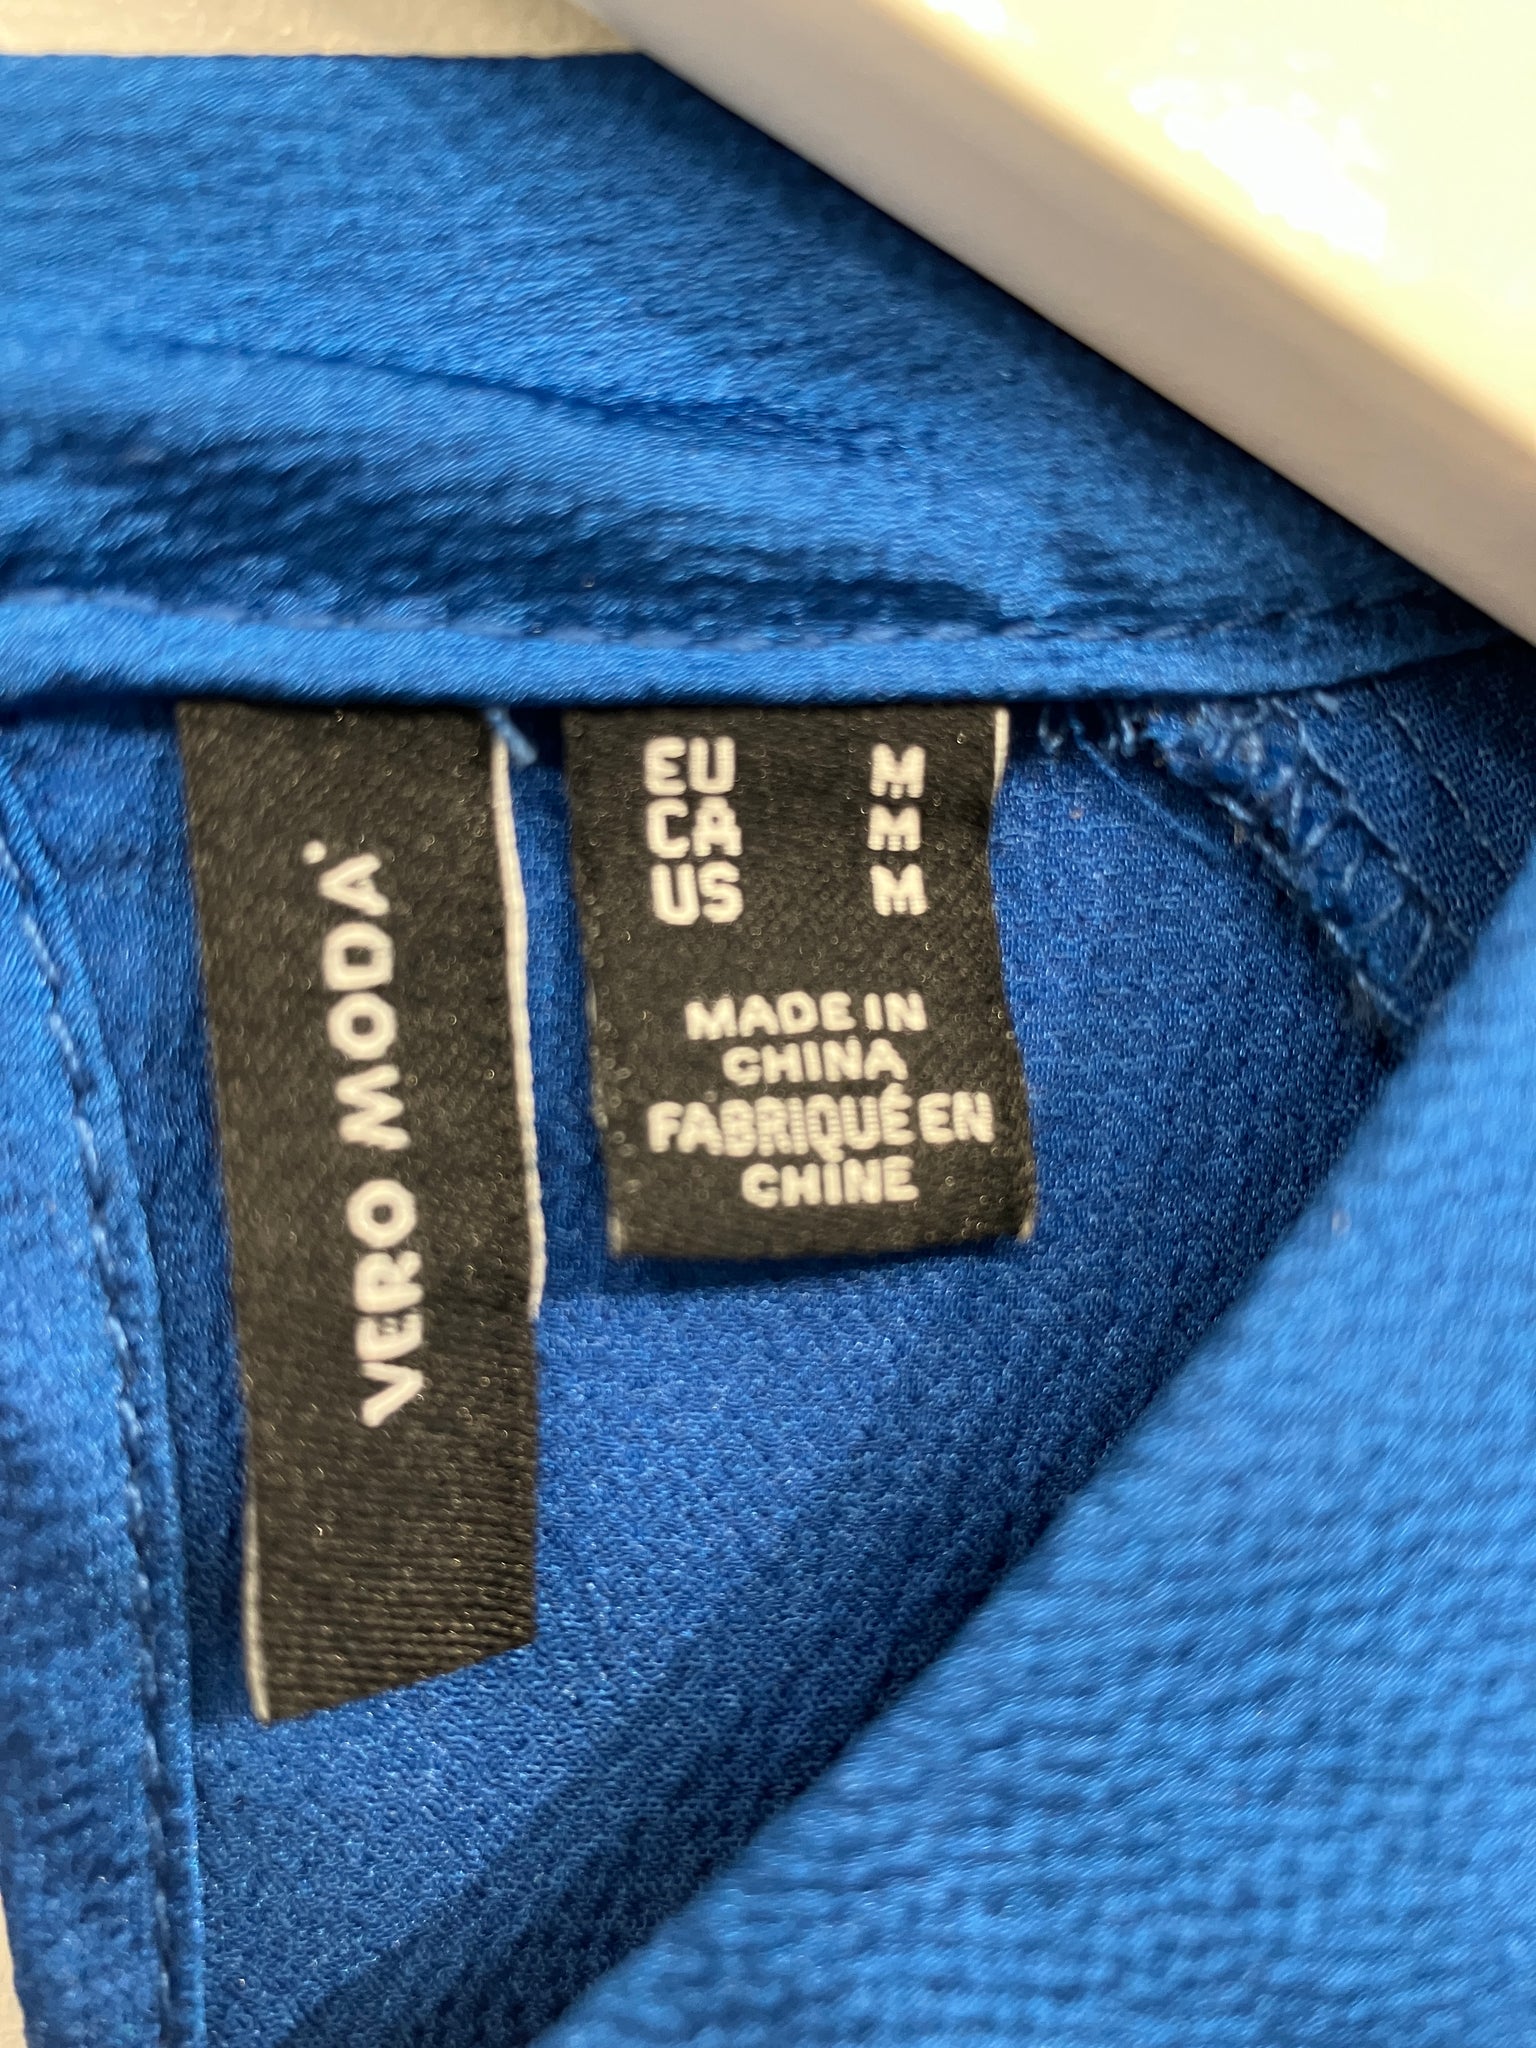 VERO MODA
EU M
CA M
US M
MADE IN
CHINA
FABRIQUÉ EN
CHINE